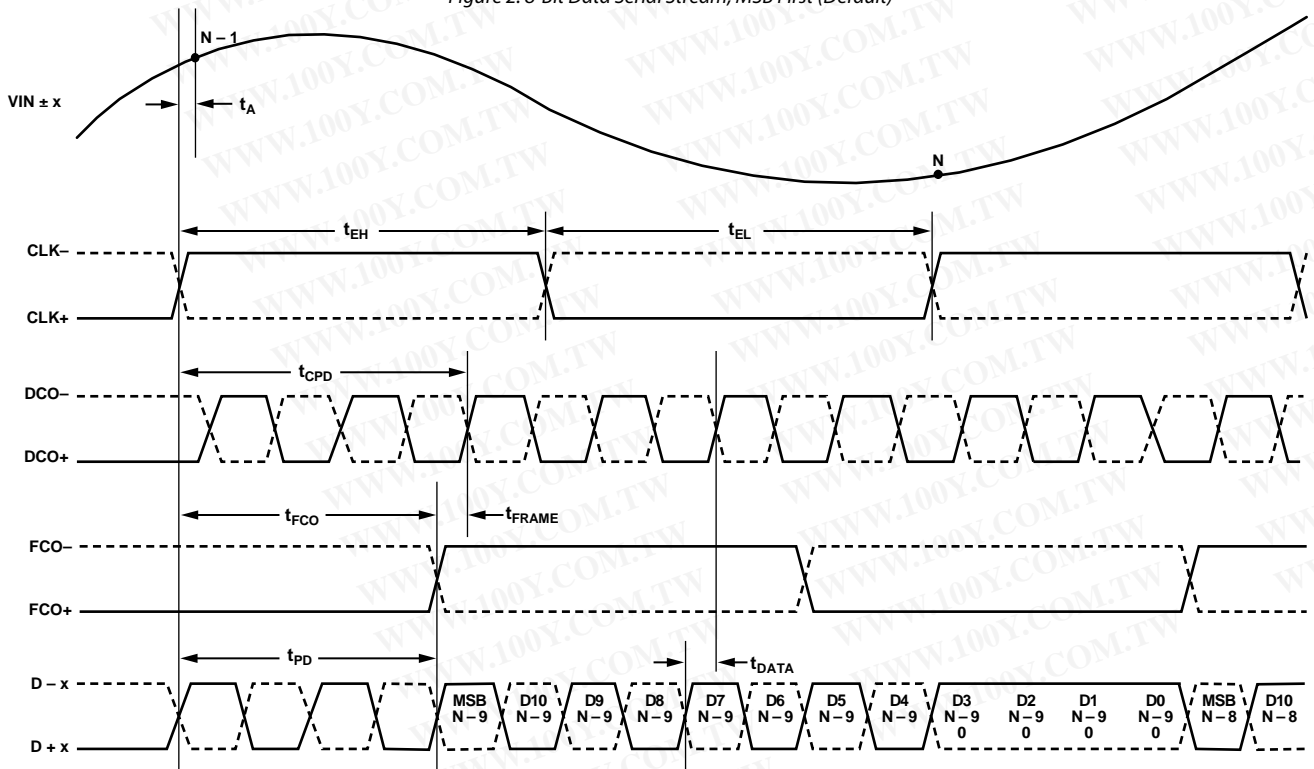 Figure 2. 8-Bit Data Serial Stream, MSB First (Default)
N – 1
VIN ± x
tA
N
tEH
tEL
CLK–
CLK+
tCPD
DCO–
DCO+
tFCO
tFRAME
FCO–
FCO+
tPD
tDATA
D – x
MSB D10 D9 D8 D7 D6 D5 D4 D3 D2 D1 D0 MSB D10
N – 9 N – 9 N – 9 N – 9 N – 9 N – 9 N – 9 N – 9 N – 9 N – 9 N – 9 N – 9 N – 8 N – 8
0 0 0 0
D + x
WWW.100Y.COM.TW